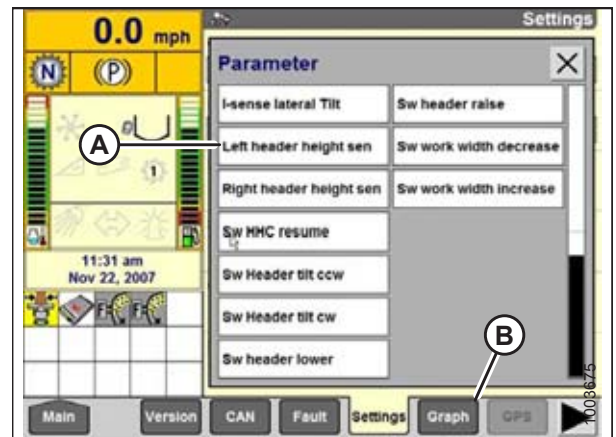 0.0 mph
Settings
N
(P)
Parameter
I-sense lateral Tilt
Sw header raise
A
Left header height sen
Sw work width decrease
Right header height sen
Sw work width increase
Sw HHC resume
Sw Header tilt ccw
Sw Header tilt cw
Sw header lower
1
11:31 am
Nov 22, 2007
F
F
B
Main
Version
CAN
Fault
Settings
Graph
GPS
1003675